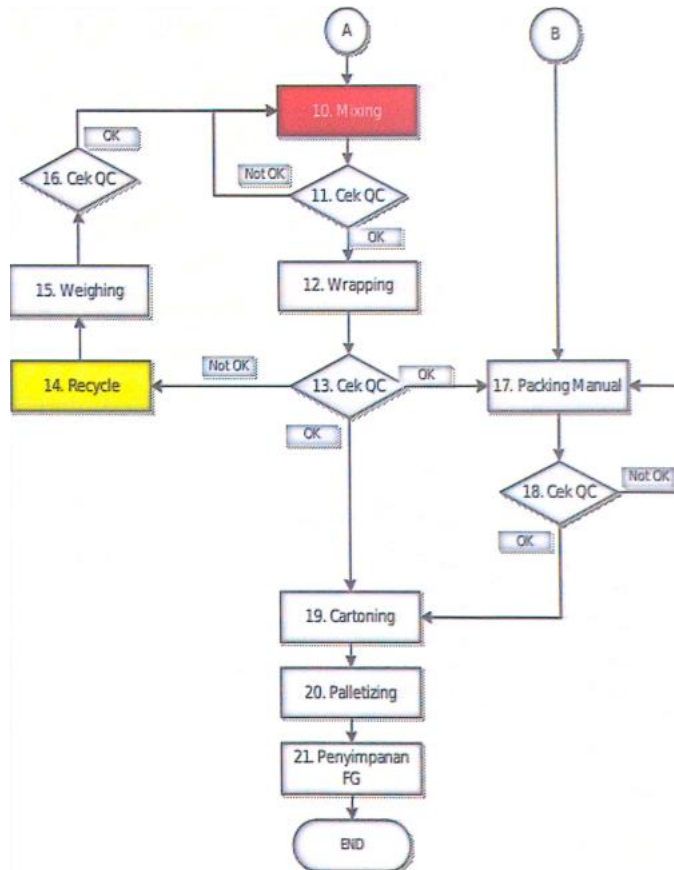 A
B
10. Mixing
OK
16. Cek QC
Not OK
11. Cek QC
OK
12. Wrapping
15. Weighing
Not OK
13. Cek QC
OK
14. Recycle
17. Packing Manual
OK
18. Cek QC
Not OK
OK
19. Cartoning
20. Palletizing
21. Penyimpanan
FG
END